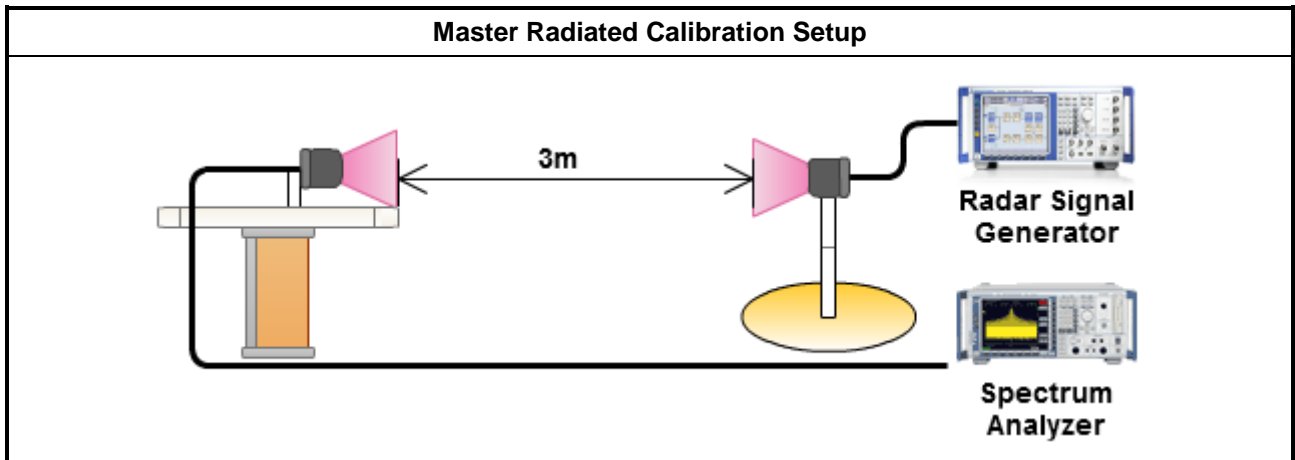 Master Radiated Calibration Setup
3m
Radar Signal
Generator
Spectrum
Analyzer